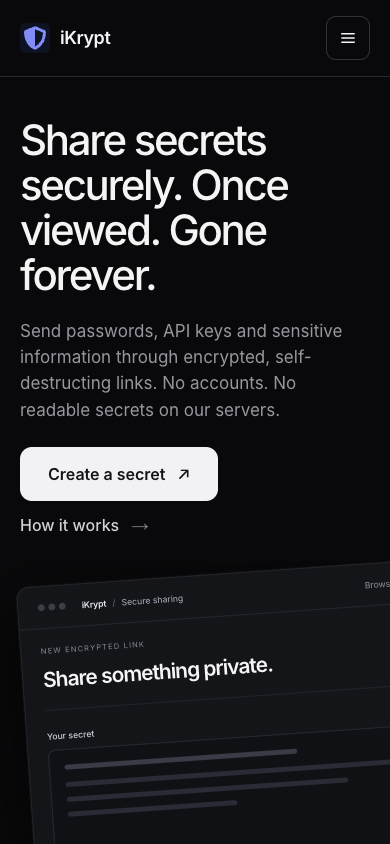 iKrypt
Share secrets
securely. Once
viewed. Gone
forever.
Send passwords, API keys and sensitive
information through encrypted, self-
destructing links. No accounts. No
readable secrets on our servers.
Create a secret ↗
How it works →
iKrypt / Secure sharing
Brows
NEW ENCRYPTED LINK
Share something private.
Your secret